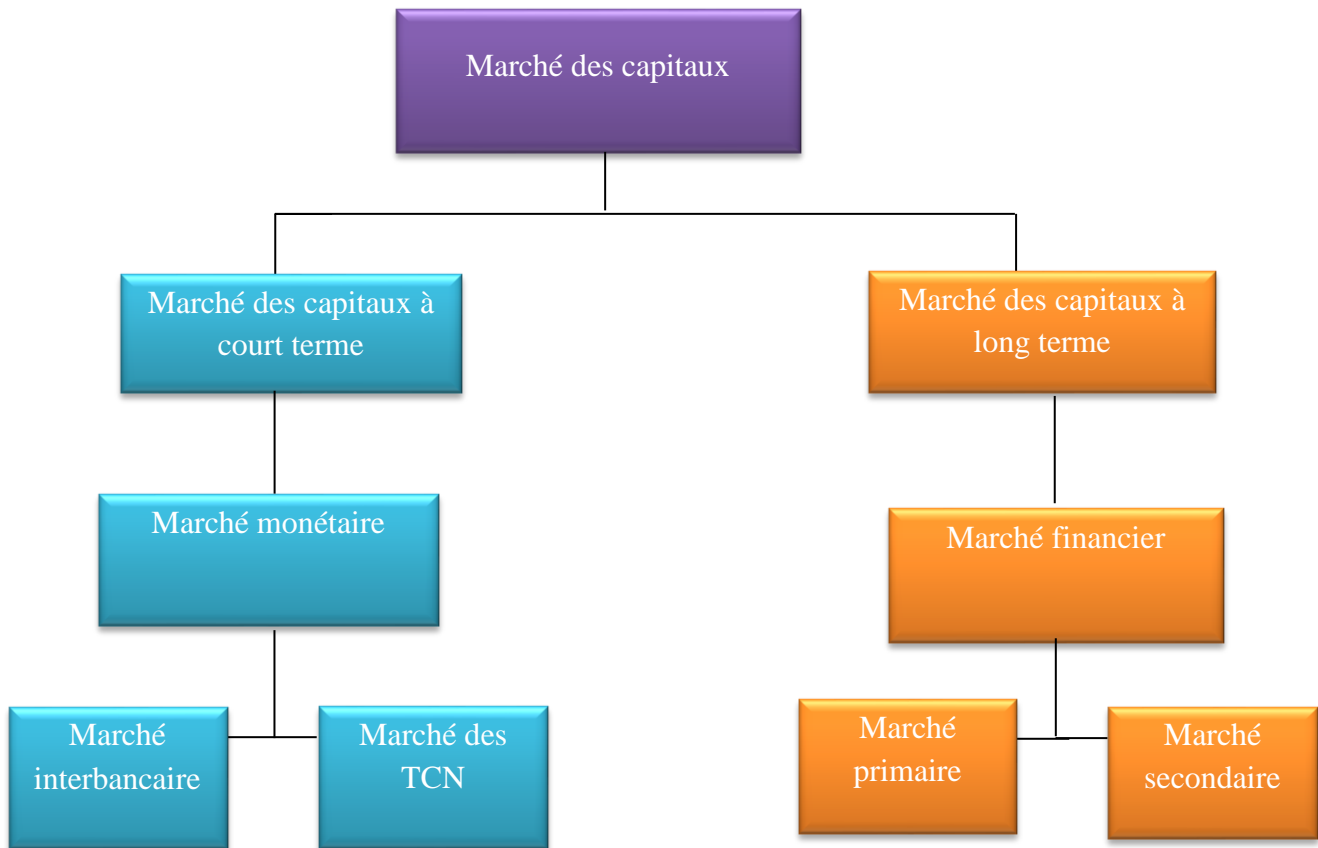 Marché des capitaux
Marché des capitaux à
court terme
Marché des capitaux à
long terme
Marché monétaire
Marché financier
Marché
interbancaire
Marché des
TCN
Marché
primaire
Marché
secondaire